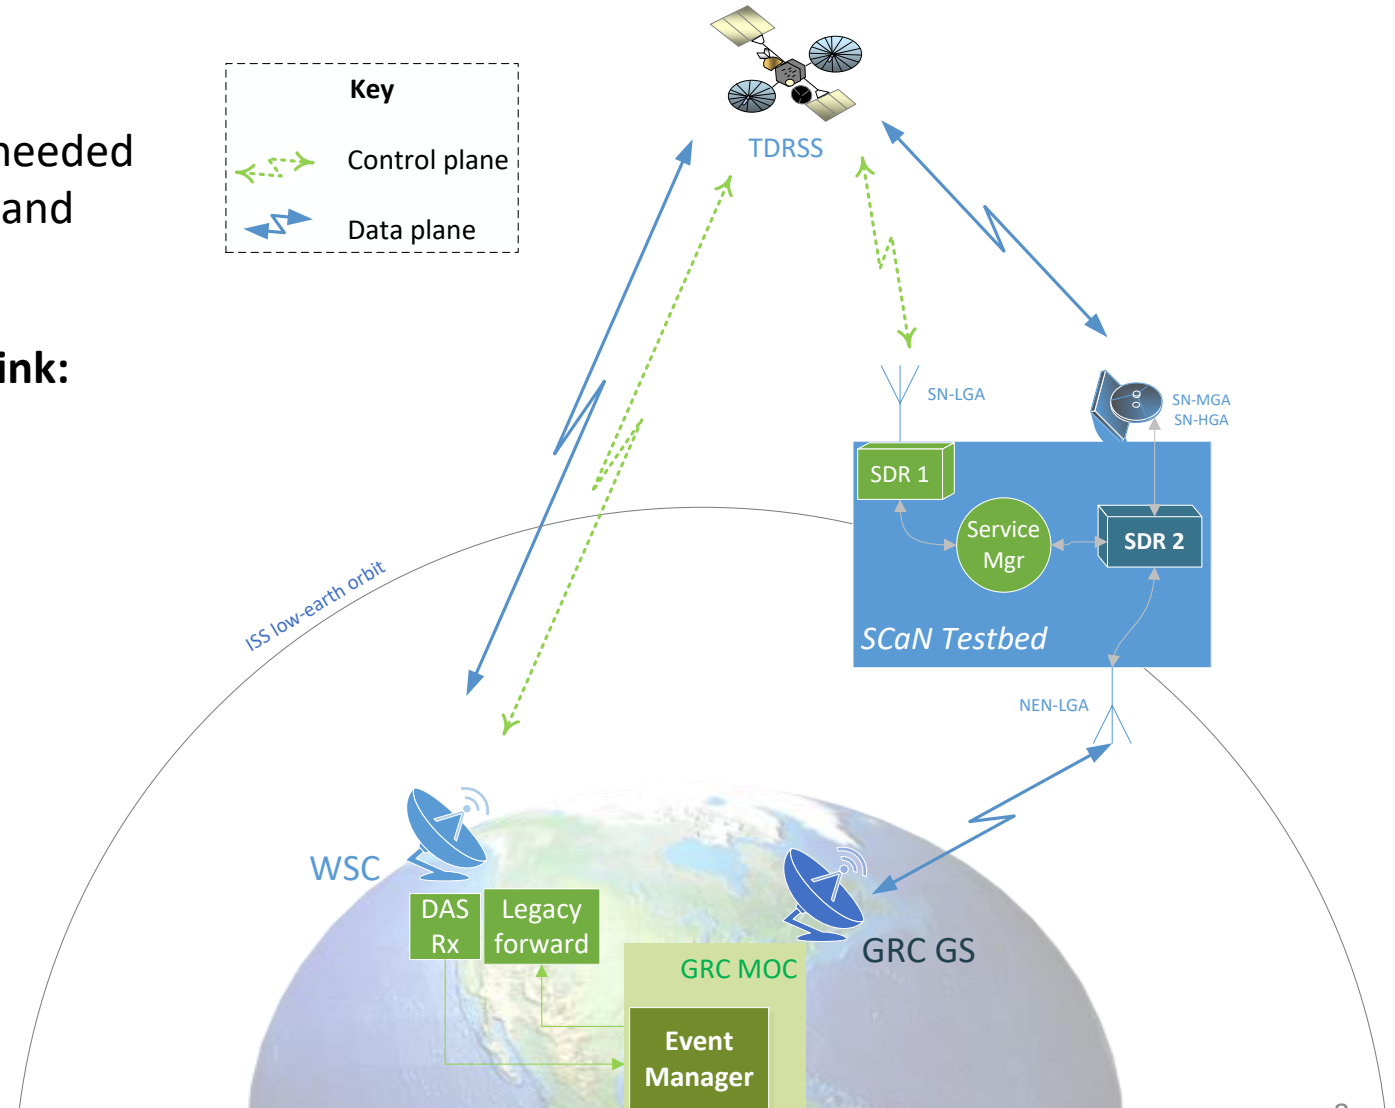 Key
Control plane
Data plane
needed
and
ink:
TDRSS
SN-LGA
SN-MGA
SN-HGA
SDR 1
Service
Mgr
SDR 2
SCaN Testbed
ISS low-earth orbit
NEN-LGA
WSC
DAS
Rx
Legacy
forward
GRC GS
GRC MOC
Event
Manager